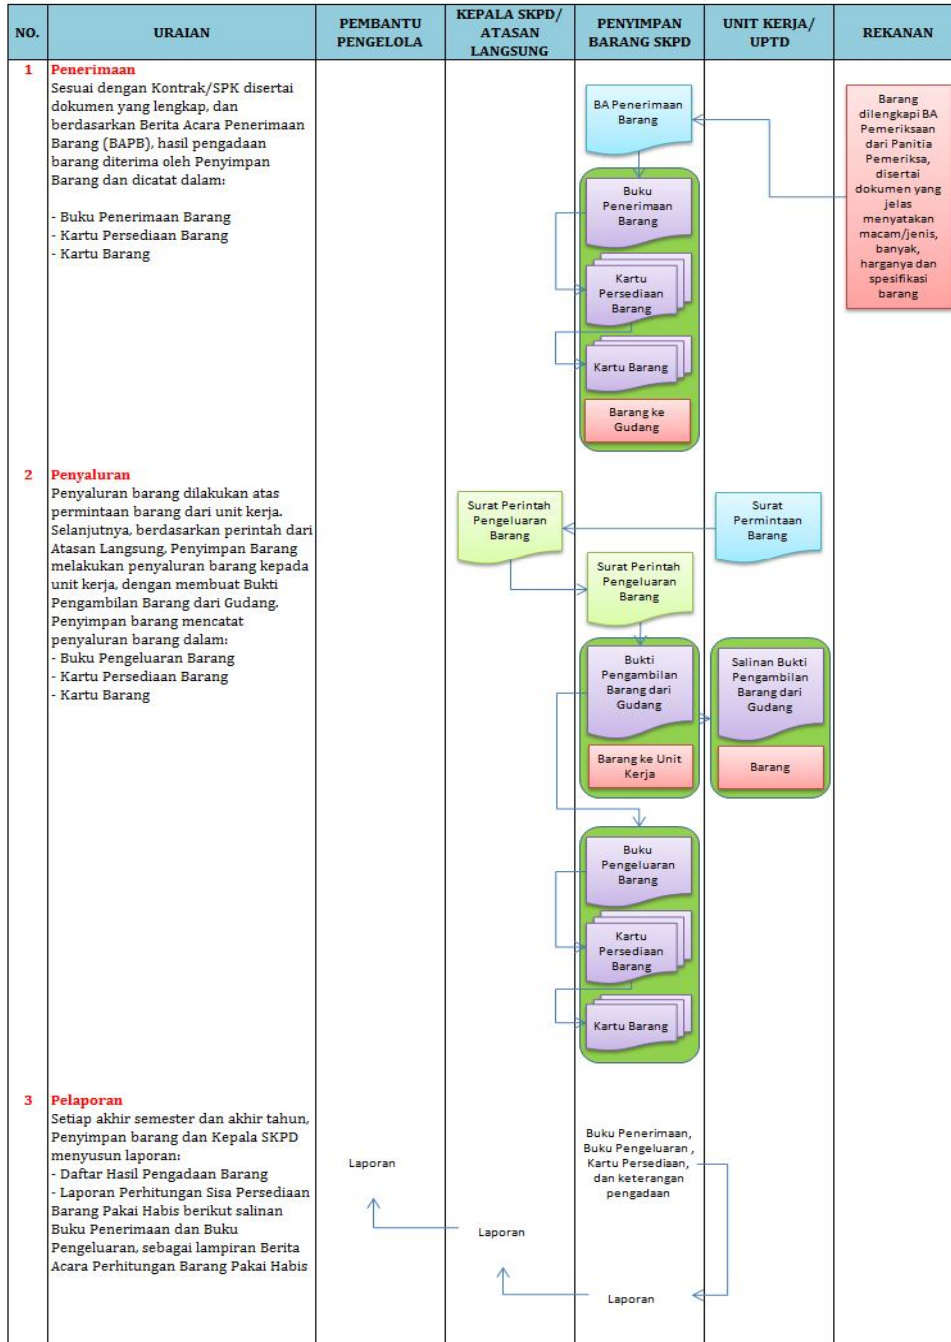 NO.
URAIAN
PEMBANTU
PENGELOLA
KEPALA SKPD/
ATASAN
LANGSUNG
PENYIMPAN
BARANG SKPD
UNIT KERJA/
UPTD
REKANAN
1 Penerimaan
Sesuai dengan Kontrak/SPK disertai
dokumen yang lengkap, dan
berdasarkan Berita Acara Penerimaan
Barang (BAPB), hasil pengadaan
barang diterima oleh Penyimpan
Barang dan dicatat dalam:
- Buku Penerimaan Barang
- Kartu Persediaan Barang
- Kartu Barang
BA Penerimaan
Barang
Buku
Penerimaan
Barang
Kartu
Persediaan
Barang
Kartu Barang
Barang ke
Gudang
Barang
dilengkapi BA
Pemeriksaan
dari Panitia
Pemeriksa,
disertai
dokumen yang
jelas
menyatakan
macam/jenis,
banyak,
harganya dan
spesifikasi
barang
2 Penyaluran
Penyaluran barang dilakukan atas
permintaan barang dari unit kerja.
Selanjutnya, berdasarkan perintah dari
Atasan Langsung, Penyimpan Barang
melakukan penyaluran barang kepada
unit kerja, dengan membuat Bukti
Pengambilan Barang dari Gudang.
Penyimpan barang mencatat
penyaluran barang dalam:
- Buku Pengeluaran Barang
- Kartu Persediaan Barang
- Kartu Barang
Surat Perintah
Pengeluaran
Barang
Surat
Permintaan
Barang
Surat Perintah
Pengeluaran
Barang
Bukti
Pengambilan
Barang dari
Gudang
Barang ke Unit
Kerja
Salinan Bukti
Pengambilan
Barang dari
Gudang
Barang
Buku
Pengeluaran
Barang
Kartu
Persediaan
Barang
Kartu Barang
3 Pelaporan
Setiap akhir semester dan akhir tahun,
Penyimpan barang dan Kepala SKPD
menyusun laporan:
- Daftar Hasil Pengadaan Barang
- Laporan Perhitungan Sisa Persediaan
Barang Pakai Habis berikut salinan
Buku Penerimaan dan Buku
Pengeluaran, sebagai lampiran Berita
Acara Perhitungan Barang Pakai Habis
Buku Penerimaan,
Buku Pengeluaran ,
Kartu Persediaan,
dan keterangan
pengadaan
Laporan
Laporan
Laporan